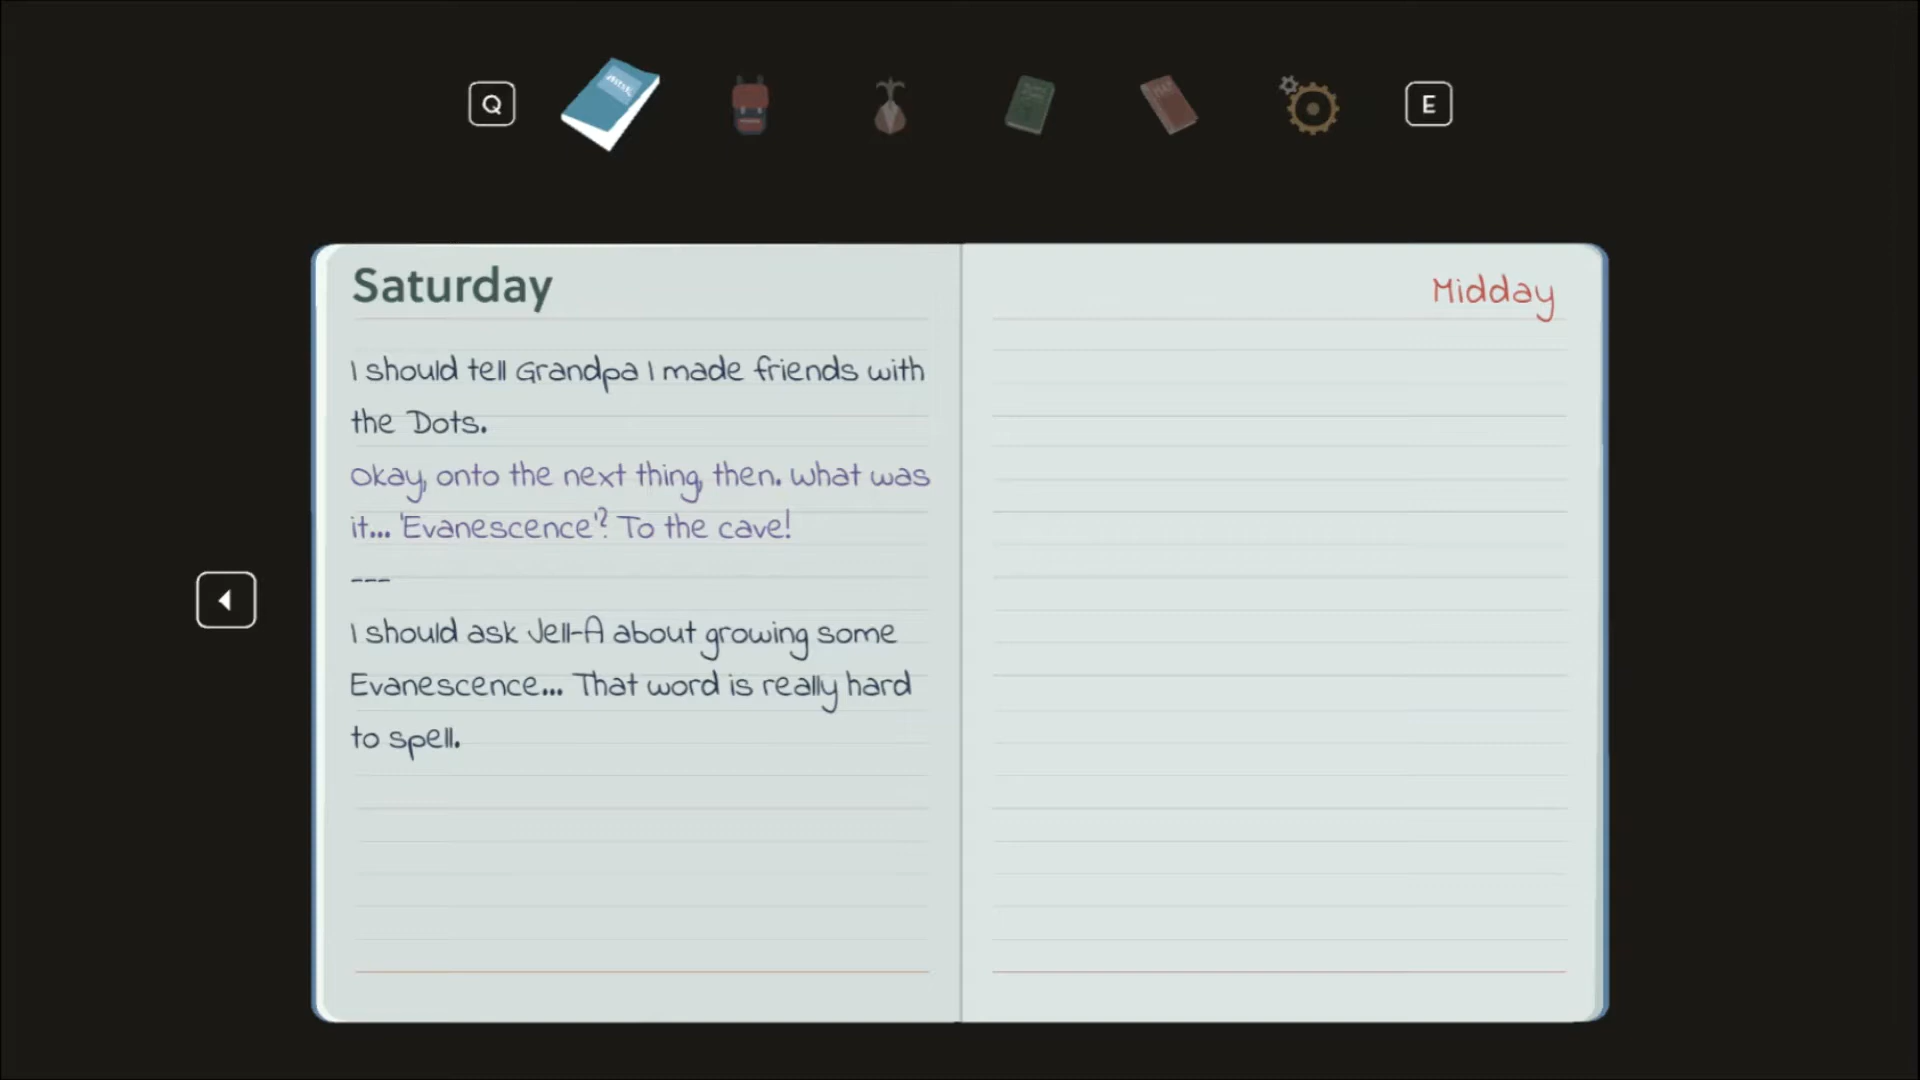 Q
E
Saturday
Midday
I should tell Grandpa I made friends with
the Dots.
Okay, onto the next thing, then. What was
it... 'Evanescence'? To the cave!
---
I should ask Jell-A about growing some
Evanescence... That word is really hard
to spell.